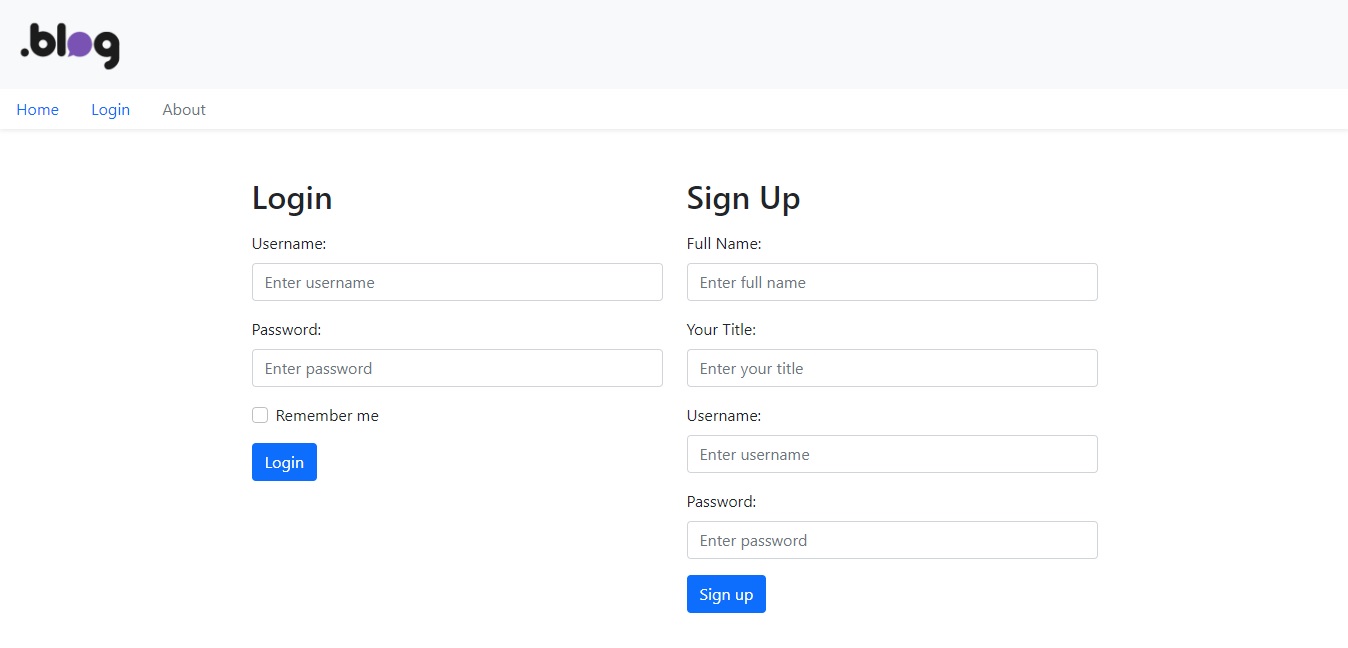 .blog
Home Login About
Login
Username:
Enter username
Password:
Enter password
Remember me
Login
Sign Up
Full Name:
Enter full name
Your Title:
Enter your title
Username:
Enter username
Password:
Enter password
Sign up